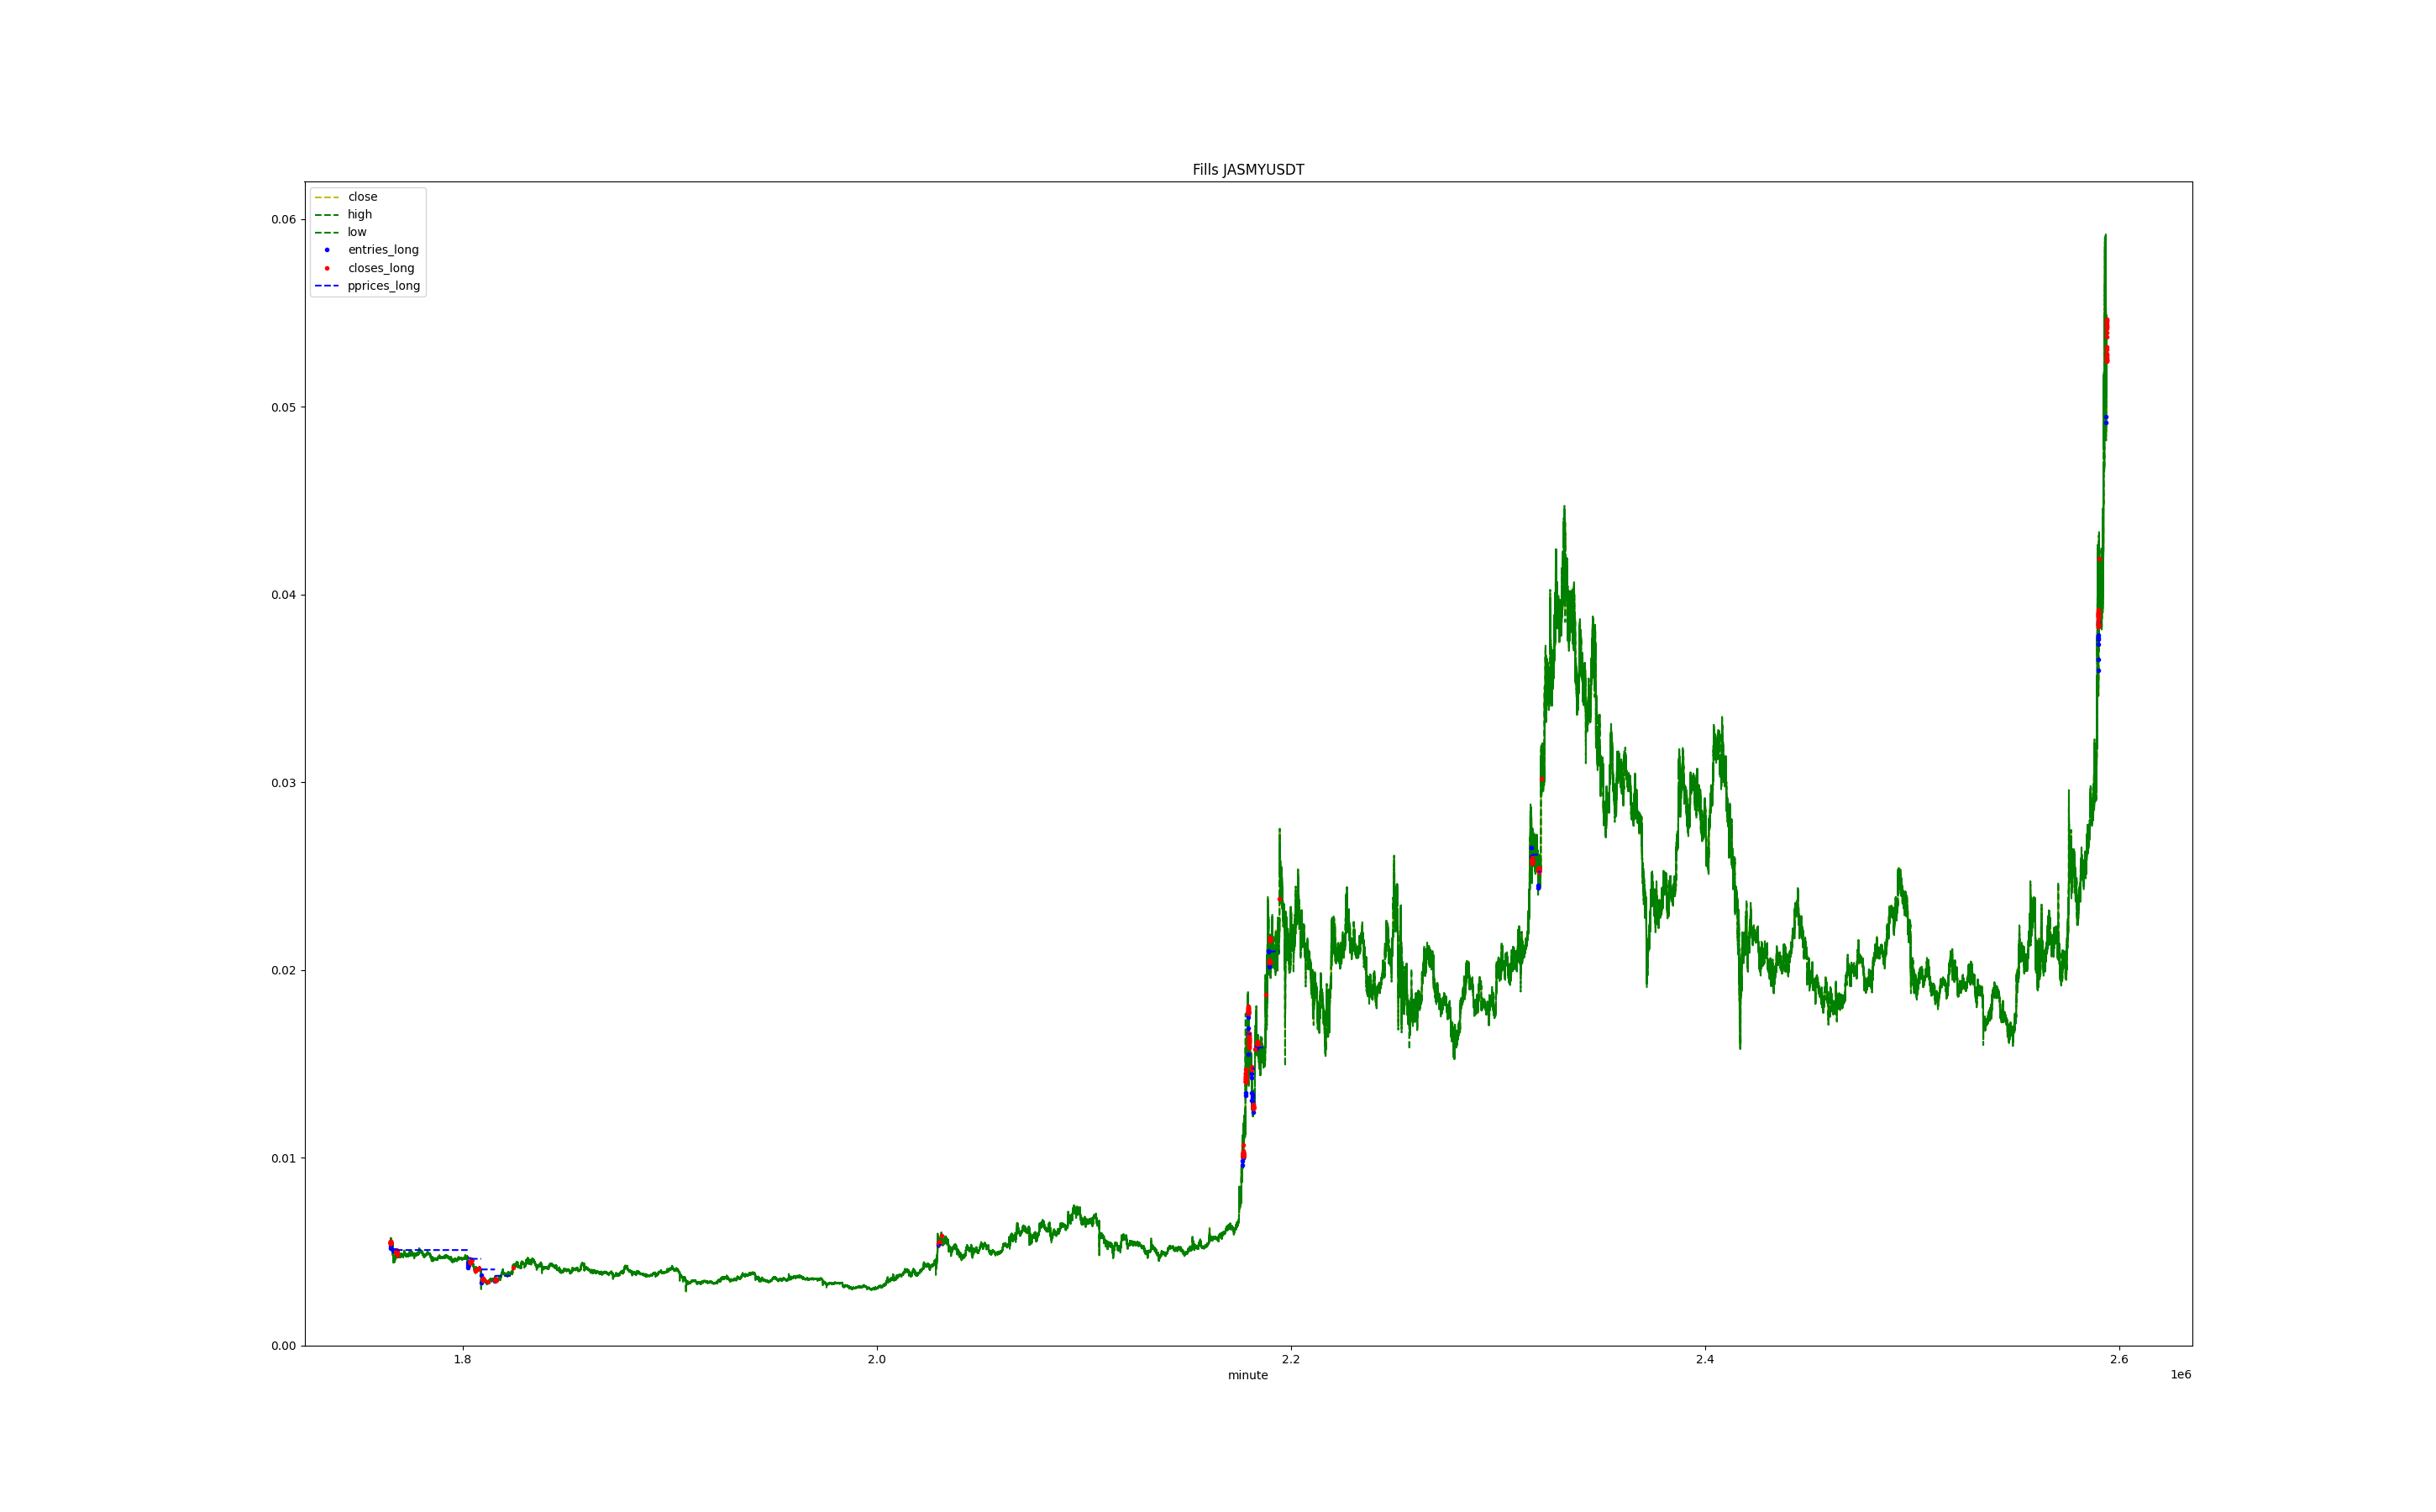 Fills JASMYUSDT
close
high
low
entries_long
closes_long
pprices_long
0.06
0.05
0.04
0.03
0.02
0.01
0.00
1.8
2.0
2.2
2.4
2.6
minute
1e6